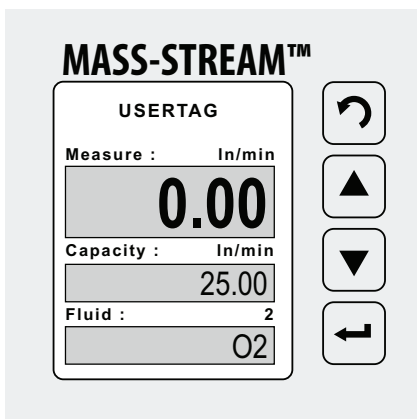 MASS-STREAM™
USERTAG
Measure : ln/min
0.00
Capacity : ln/min
25.00
Fluid : 2
O2